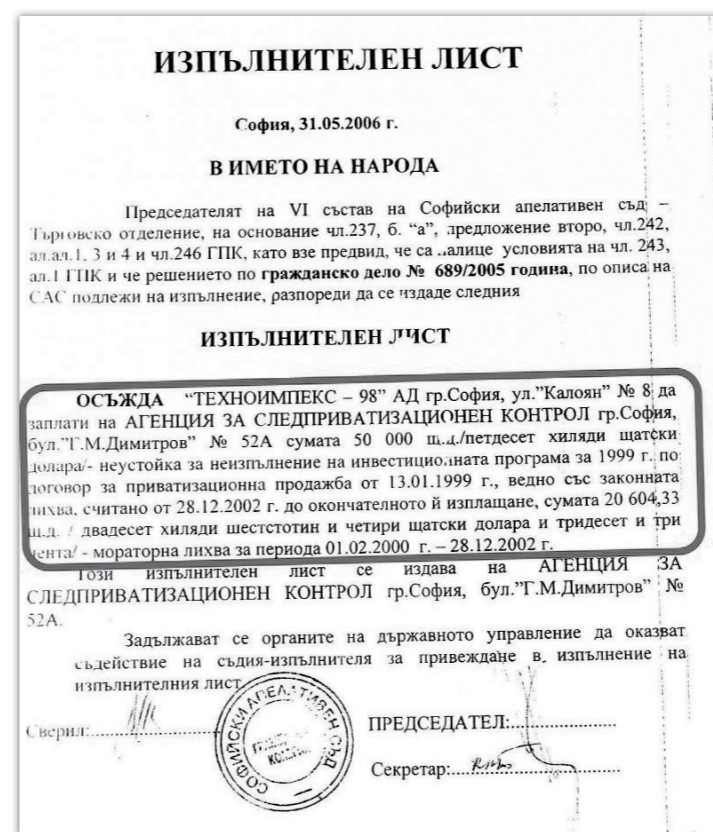 ИЗПЪЛНИТЕЛЕН ЛИСТ
София, 31.05.2006 г.
В ИМЕТО НА НАРОДА
Председателят на VI състав на Софийски апелативен съд –
Търговско отделение, на основание чл.237, б. “а”, предложение второ, чл.242,
ал.ал.1, 3 и 4 и чл.246 ГПК, като взе предвид, че са налице условията на чл. 243,
ал.1 ГПК и че решението по гражданско дело № 689/2005 година, по описа на
САС подлежи на изпълнение, разпореди да се издаде следния
ИЗПЪЛНИТЕЛЕН ЛИСТ
ОСЪЖДА “ТЕХНОИМПЕКС – 98” АД гр.София, ул.”Калоян” № 8 да
заплати на АГЕНЦИЯ ЗА СЛЕДПРИВАТИЗАЦИОНЕН КОНТРОЛ гр.София,
бул.”Г.М.Димитров” № 52А сумата 50 000 щ.д./петдесет хиляди щатски
долара/- неустойка за неизпълнение на инвестиционната програма за 1999 г. по
договор за приватизационна продажба от 13.01.1999 г., ведно със законната
лихва, считано от 28.12.2002 г. до окончателното й изплащане, сумата 20 604,33
щ.д. / двадесет хиляди шестстотин и четири щатски долара и тридесет и три
цента/ - мораторна лихва за периода 01.02.2000 г. – 28.12.2002 г.
Този изпълнителен лист се издава на АГЕНЦИЯ ЗА
СЛЕДПРИВАТИЗАЦИОНЕН КОНТРОЛ гр.София, бул.”Г.М.Димитров” №
52А.
Задължават се органите на държавното управление да оказват
съдействие на съдия-изпълнителя за привеждане в изпълнение на
изпълнителния лист.
Сверил:
ПРЕДСЕДАТЕЛ:
Секретар:
СОФИЙСКИ АПЕЛАТИВЕН СЪД